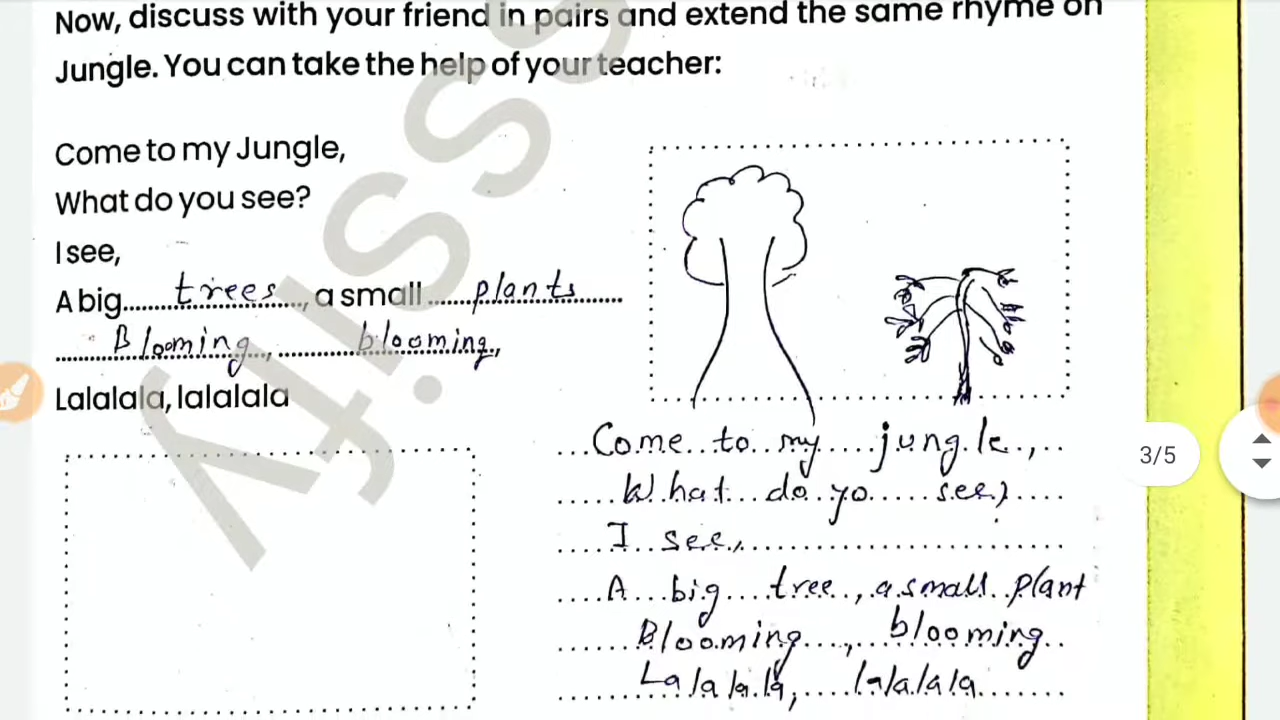 Now, discuss with your friend in pairs and extend the same rhyme on
Jungle. You can take the help of your teacher:
Come to my Jungle,
What do you see?
I see,
A big trees, a small plants
Blooming, blooming,
Lalalala, lalalala
Come to my jungle,
What do yo see?
I see,
A big tree, a small plant
Blooming, blooming
Lalalala, lalalala
3/5